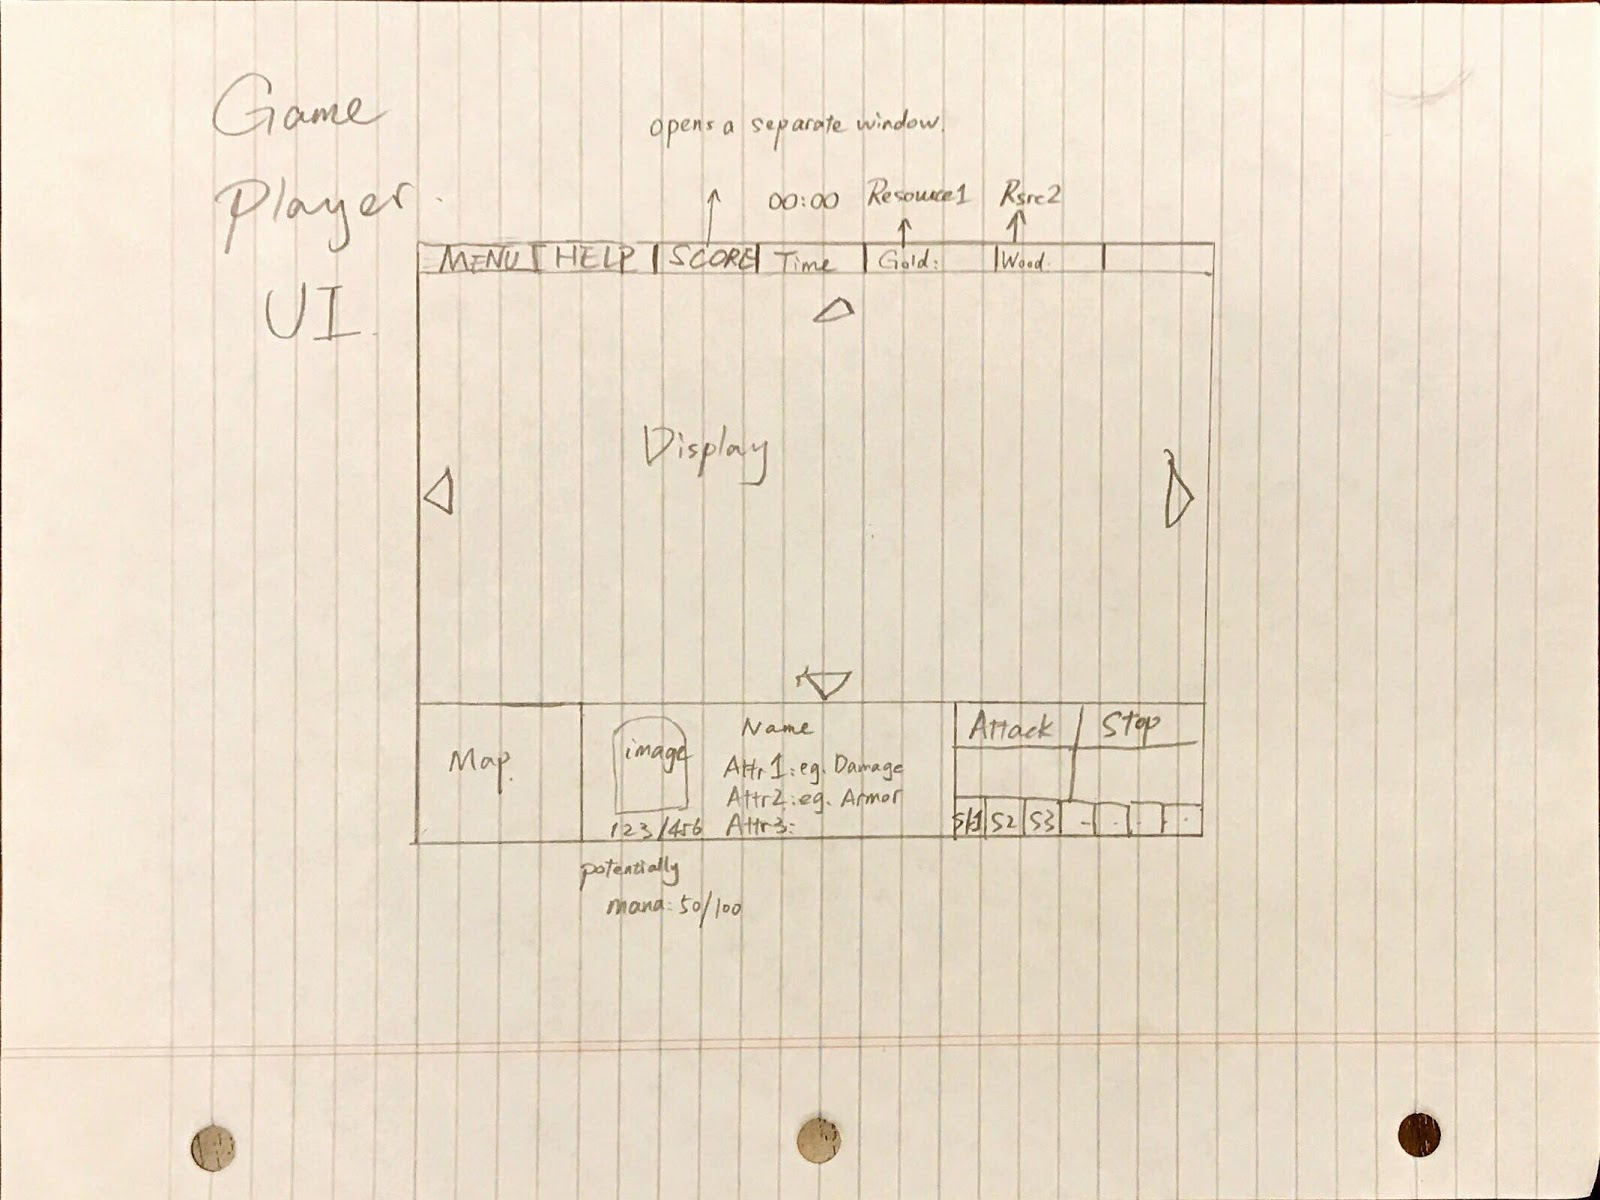 Game
Player.
UI.
opens a separate window.
00:00 Resource1 Rsrc2
MENU HELP SCORE Time Gold: Wood.
Display
Map.
image
123/456
Name
Attr1: eg. Damage
Attr2: eg. Armor
Attr3:
Attack Stop
S2 S3
potentially
mana: 50/100